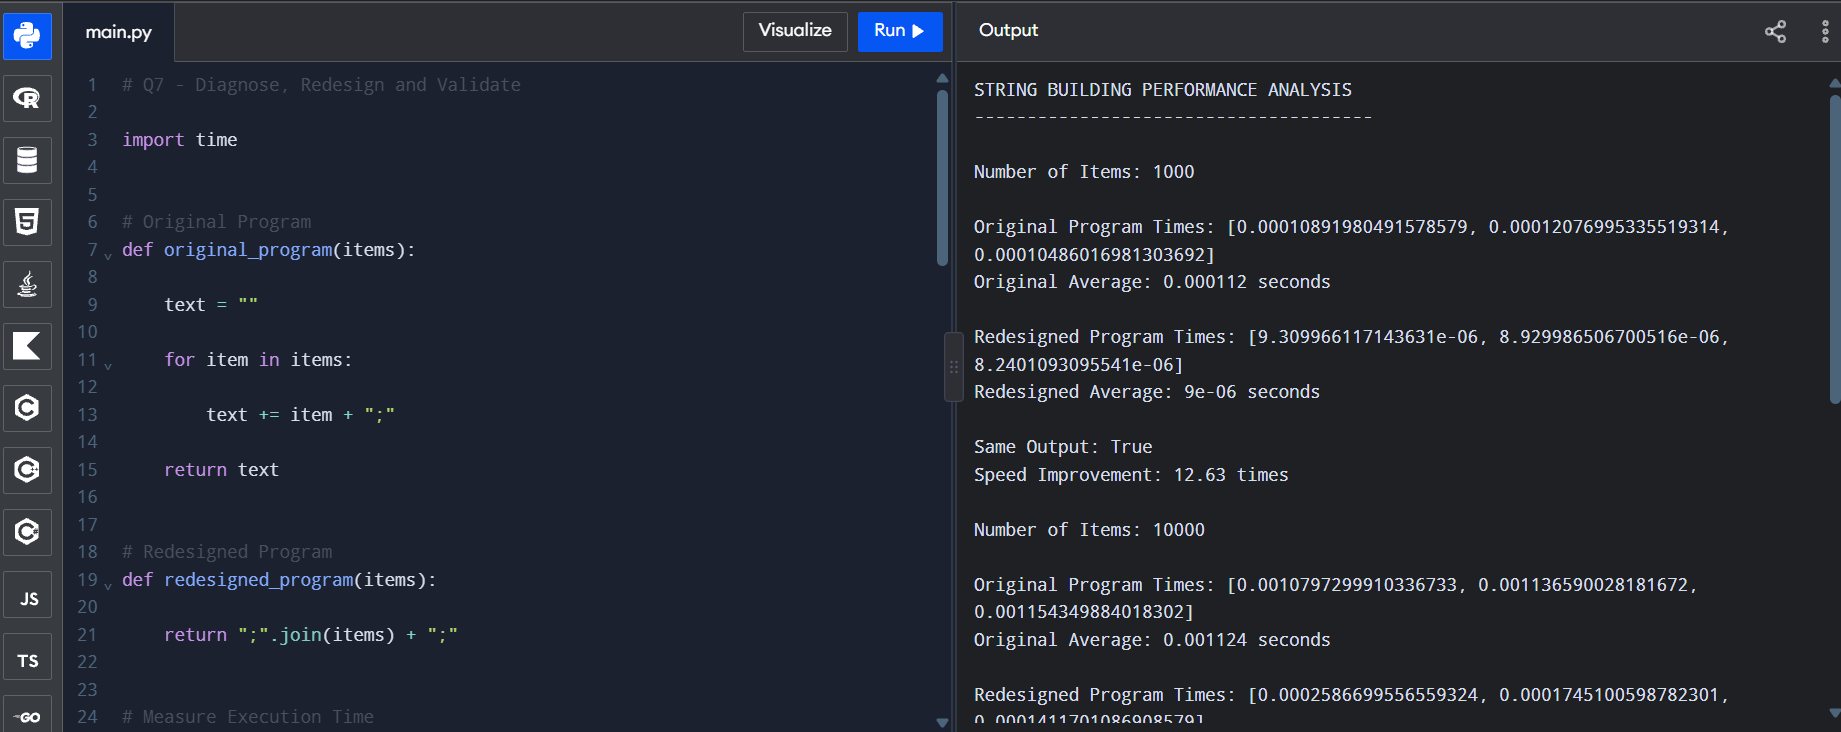 main.py
Visualize
Run
Output
R
5
C
C
C
JS
TS
GO
1 # Q7 - Diagnose, Redesign and Validate
2
3 import time
4
5
6 # Original Program
7 def original_program(items):
8
9 text = ""
10
11 for item in items:
12
13 text += item + ";"
14
15 return text
16
17
18 # Redesigned Program
19 def redesigned_program(items):
20
21 return ";".join(items) + ";"
22
23
24 # Measure Execution Time
STRING BUILDING PERFORMANCE ANALYSIS
--------------------------------------
Number of Items: 1000
Original Program Times: [0.00010891980491578579, 0.00012076995335519314,
0.00010486016981303692]
Original Average: 0.000112 seconds
Redesigned Program Times: [9.309966117143631e-06, 8.929986506700516e-06,
8.2401093095541e-06]
Redesigned Average: 9e-06 seconds
Same Output: True
Speed Improvement: 12.63 times
Number of Items: 10000
Original Program Times: [0.0010797299910336733, 0.001136590028181672,
0.001154349884018302]
Original Average: 0.001124 seconds
Redesigned Program Times: [0.0002586699556559324, 0.0001745100598782301,
0.0001411701086908579]